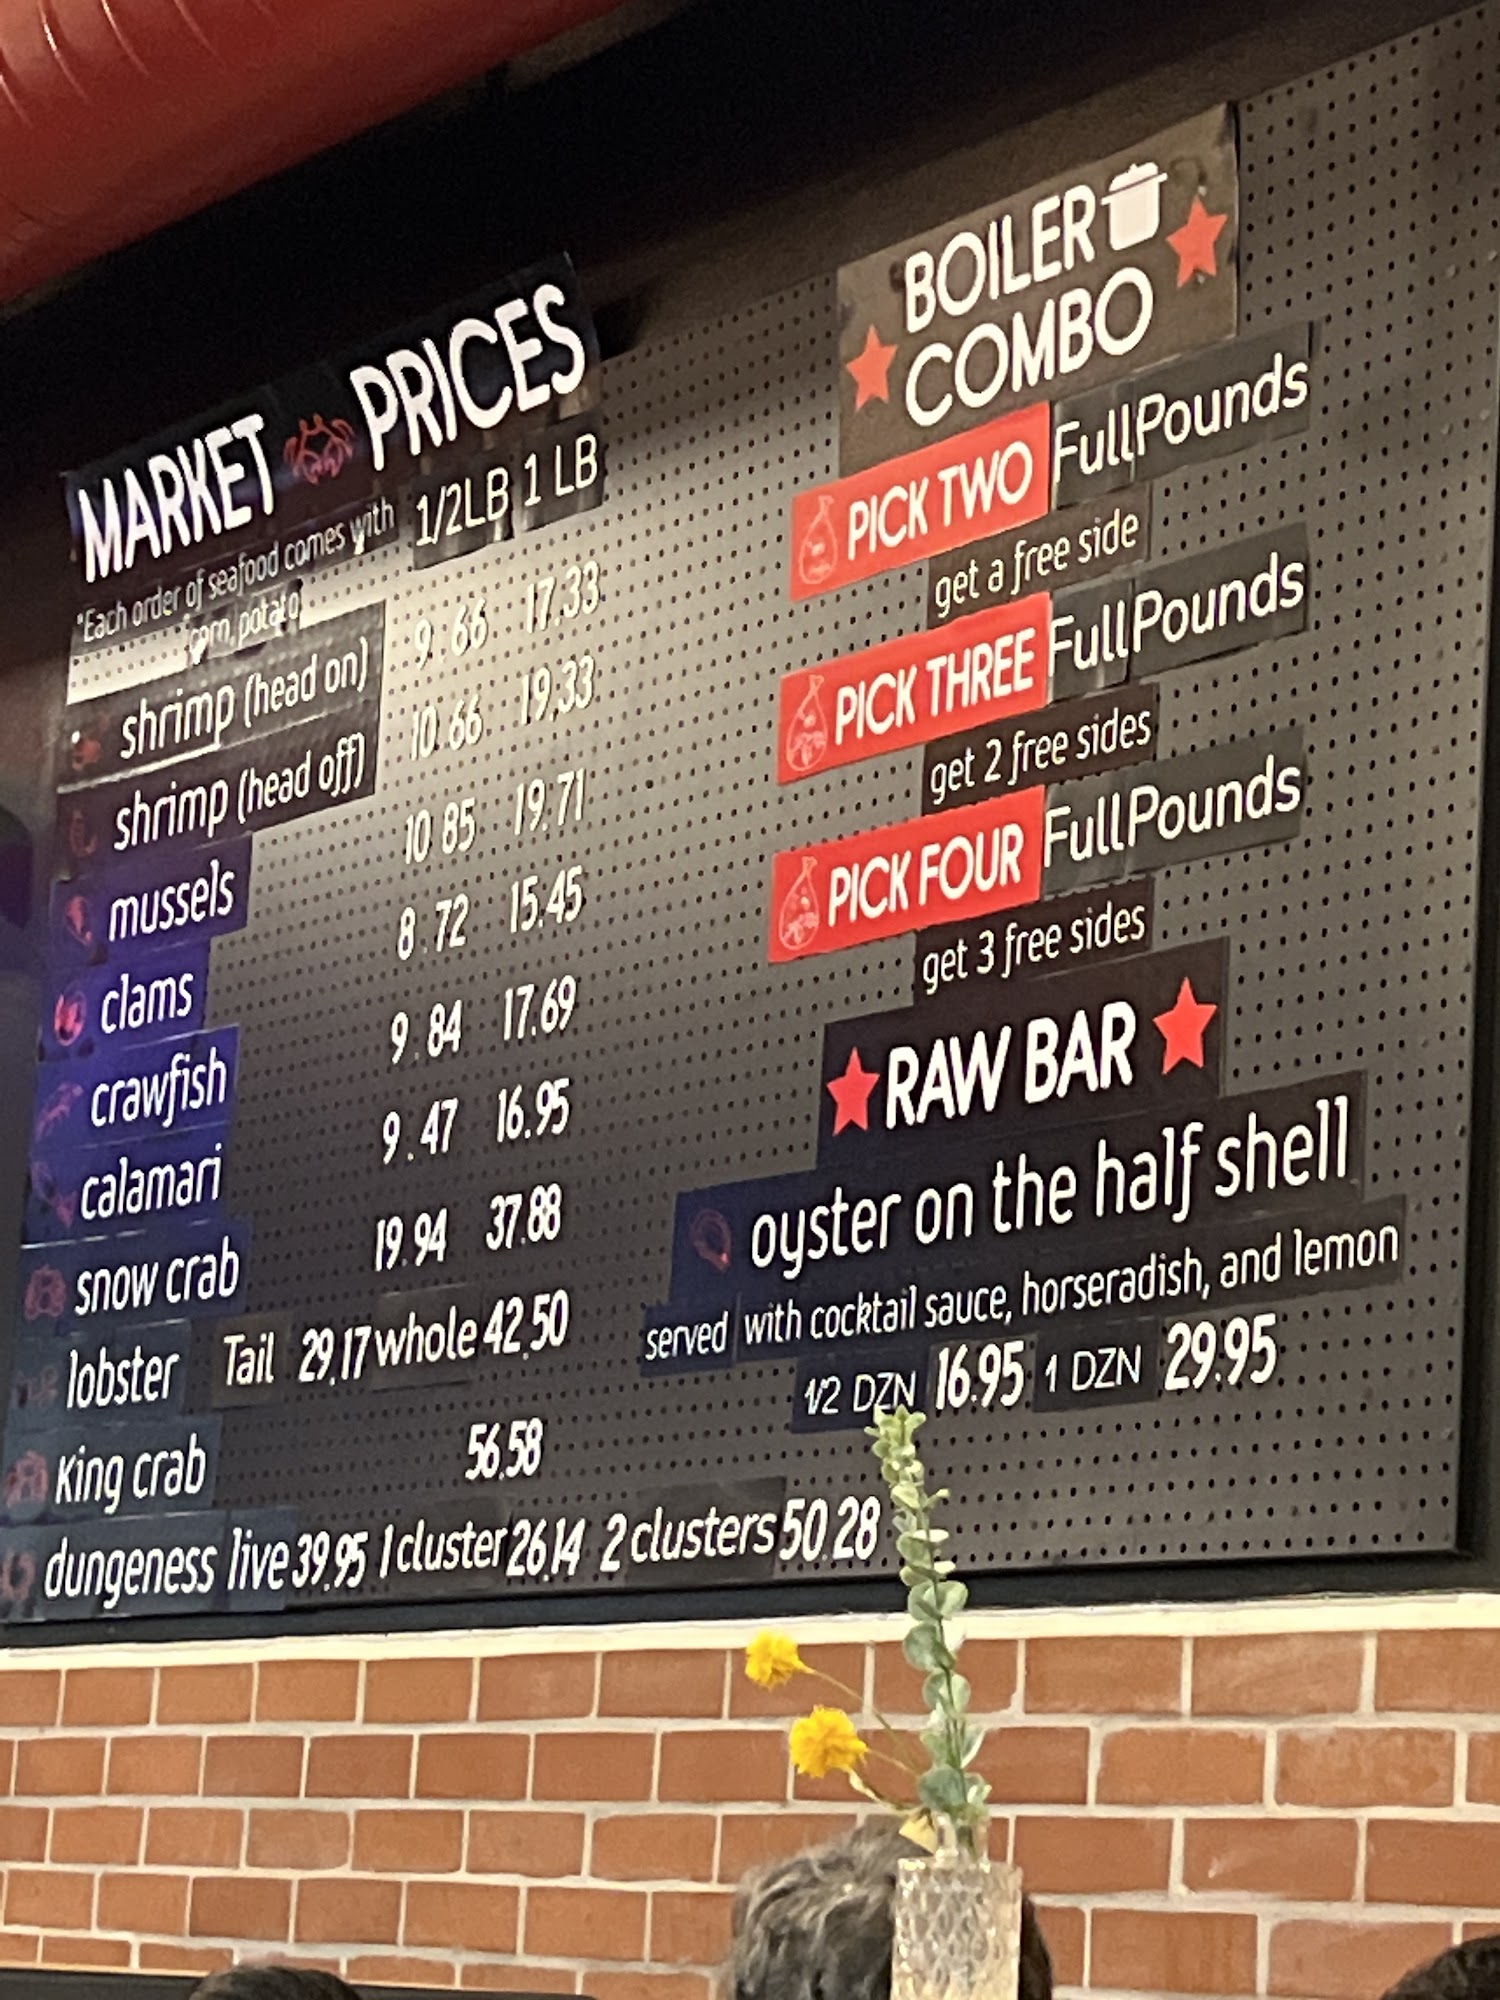 MARKET PRICES
*Each order of seafood comes with
corn, potato
1/2LB 1 LB
shrimp (head on) 9.66 17.33
shrimp (head off) 10.66 19.33
mussels 10.85 19.71
clams 8.72 15.45
crawfish 9.84 17.69
calamari 9.47 16.95
snow crab 19.94 37.88
lobster Tail 29.17 whole 42.50
King crab 56.58
dungeness live 39.95 1 cluster 26.14 2 clusters 50.28
BOILER
COMBO
PICK TWO Full Pounds
get a free side
PICK THREE Full Pounds
get 2 free sides
PICK FOUR Full Pounds
get 3 free sides
RAW BAR
oyster on the half shell
served with cocktail sauce, horseradish, and lemon
1/2 DZN 16.95 1 DZN 29.95